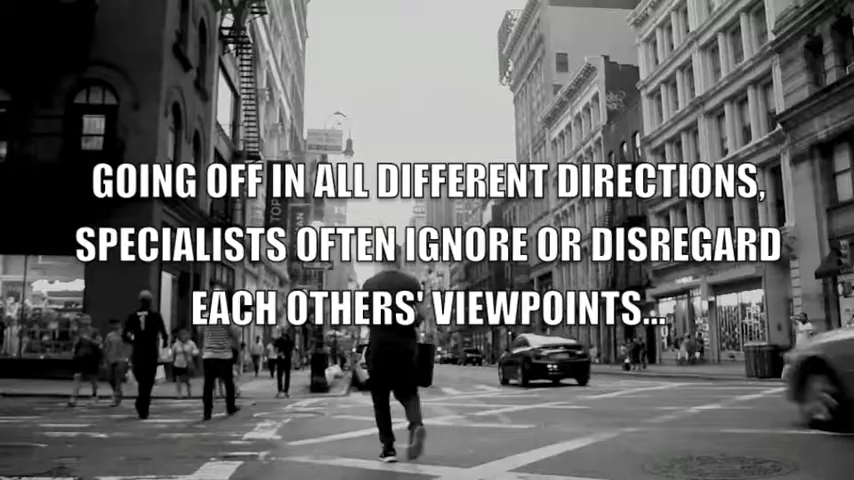 GOING OFF IN ALL DIFFERENT DIRECTIONS,
SPECIALISTS OFTEN IGNORE OR DISREGARD
EACH OTHERS' VIEWPOINTS...